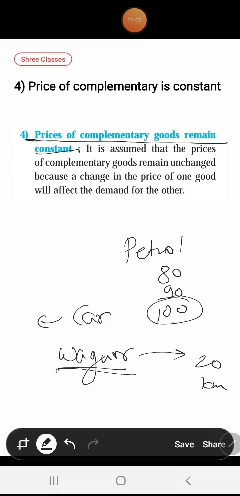 Shree Classes
4) Price of complementary is constant
4) Prices of complementary goods remain
constant : It is assumed that the prices
of complementary goods remain unchanged
because a change in the price of one good
will affect the demand for the other.
Petrol
80
90
100
Car
wagnar
20
km
Save Share